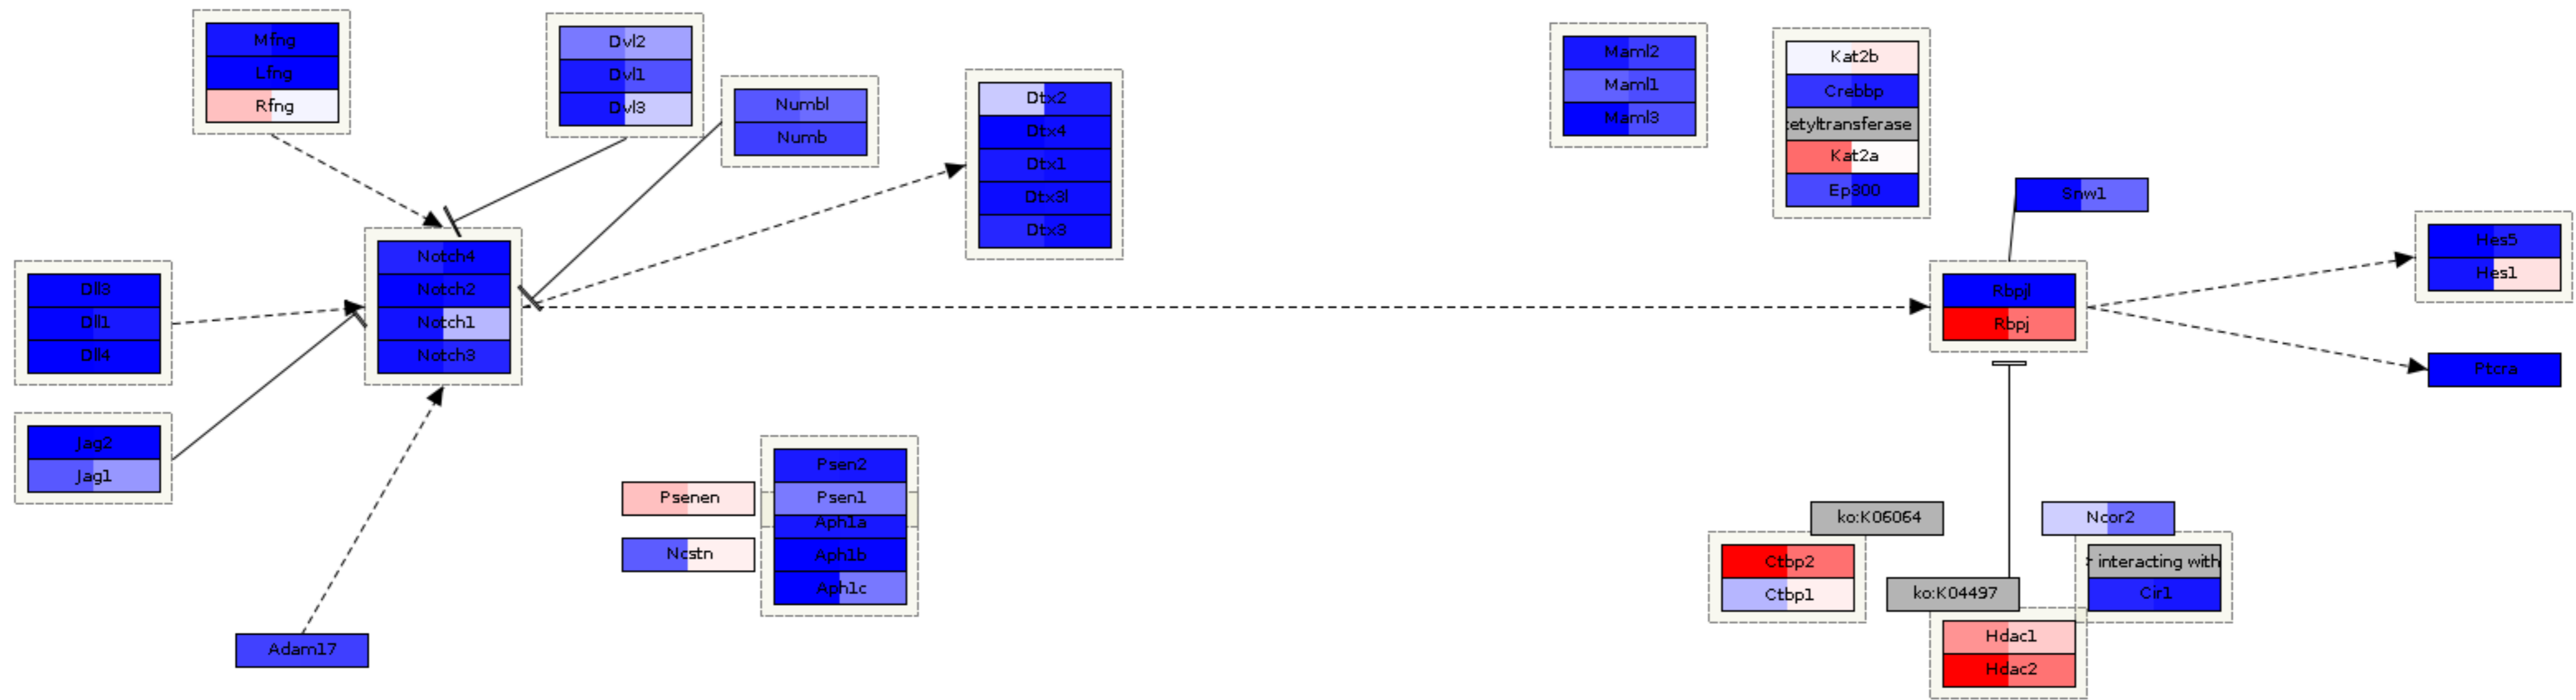 Mfng
Lfng
Rfng
Dvl2
Dvl1
Dvl3
Numbl
Numb
Dtx2
Dtx4
Dtx1
Dtx3l
Dtx3
Maml2
Maml1
Maml3
Kat2b
Crebbp
etyltransferase
Kat2a
Ep300
Snw1
Notch4
Notch2
Notch1
Notch3
Dll3
Dll1
Dll4
Jag2
Jag1
Adam17
Psenen
Ncstn
Psen2
Psen1
Aph1a
Aph1b
Aph1c
Rbpjl
Rbpj
Hes5
Hes1
Ptcra
ko:K06064
Ncor2
Ctbp2
Ctbp1
interacting with
Cir1
ko:K04497
Hdac1
Hdac2